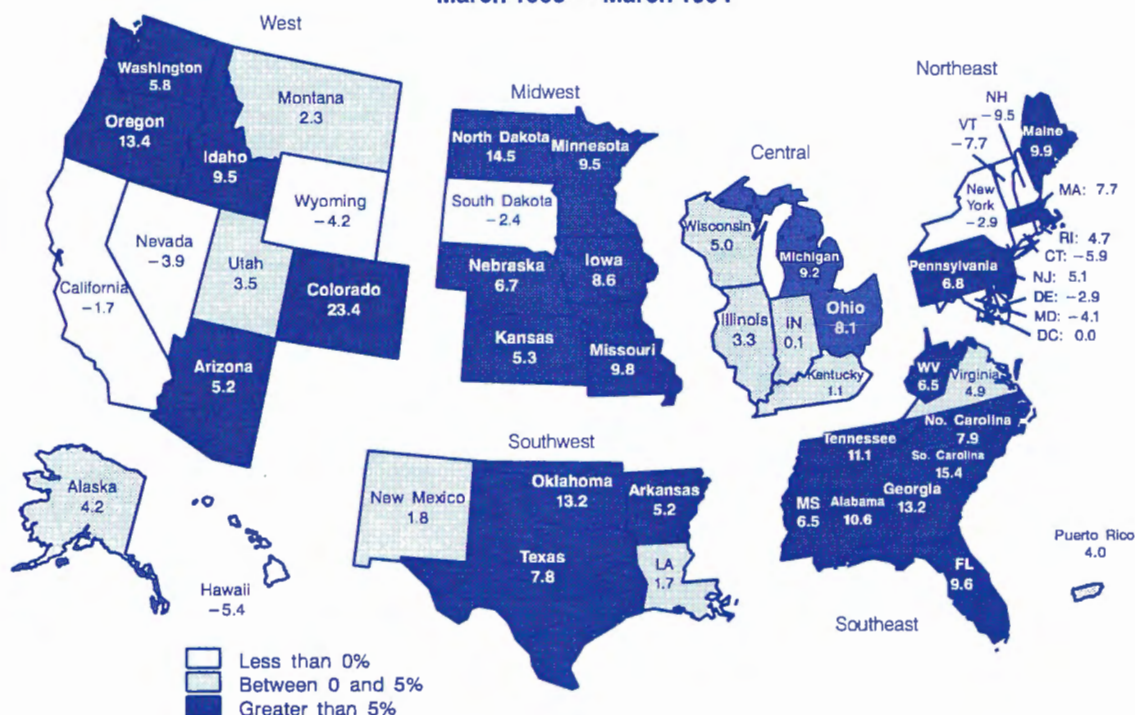 West
Washington
5.8
Montana
2.3
Oregon
13.4
Idaho
9.5
Wyoming
−4.2
Nevada
−3.9
Utah
3.5
California
−1.7
Colorado
23.4
Arizona
5.2
Alaska
4.2
Hawaii
−5.4
Midwest
North Dakota
14.5
Minnesota
9.5
South Dakota
−2.4
Nebraska
6.7
Iowa
8.6
Kansas
5.3
Missouri
9.8
Central
Wisconsin
5.0
Michigan
9.2
Illinois
3.3
IN
0.1
Ohio
8.1
Kentucky
1.1
Northeast
NH
−9.5
VT
−7.7
Maine
9.9
New
York
−2.9
MA: 7.7
RI: 4.7
CT: −5.9
Pennsylvania
6.8
NJ: 5.1
DE: −2.9
MD: −4.1
DC: 0.0
Southwest
New Mexico
1.8
Oklahoma
13.2
Arkansas
5.2
Texas
7.8
LA
1.7
WV
6.5
Virginia
4.9
No. Carolina
7.9
Tennessee
11.1
So. Carolina
15.4
MS
6.5
Alabama
10.6
Georgia
13.2
FL
9.6
Southeast
Puerto Rico
4.0
Less than 0%
Between 0 and 5%
Greater than 5%